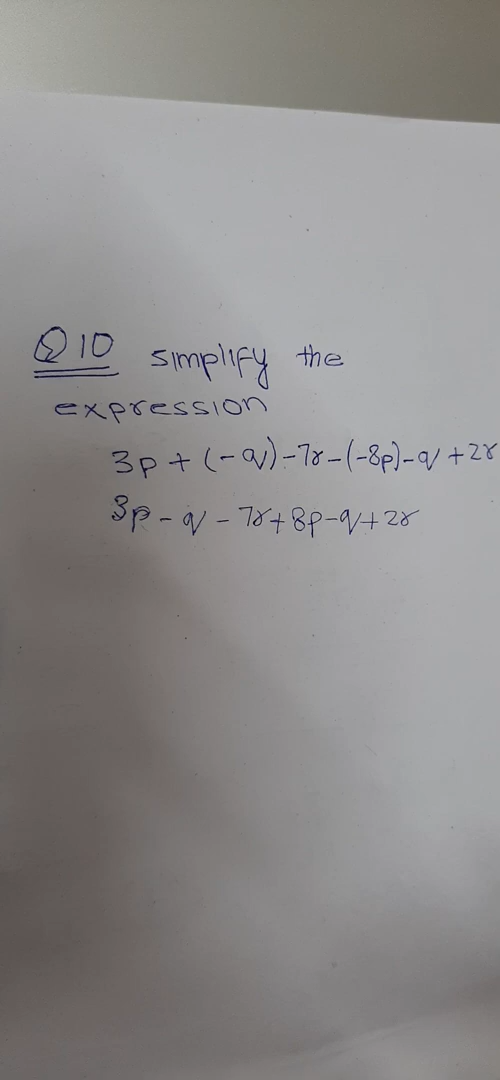 Q10 simplify the
expression
3p + (-q) - 7r - (-8p) - q + 2r
3p - q - 7r + 8p - q + 2r